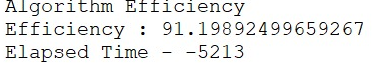 Algorithm Efficiency
Efficiency : 91.19892499659267
Elapsed Time - -5213